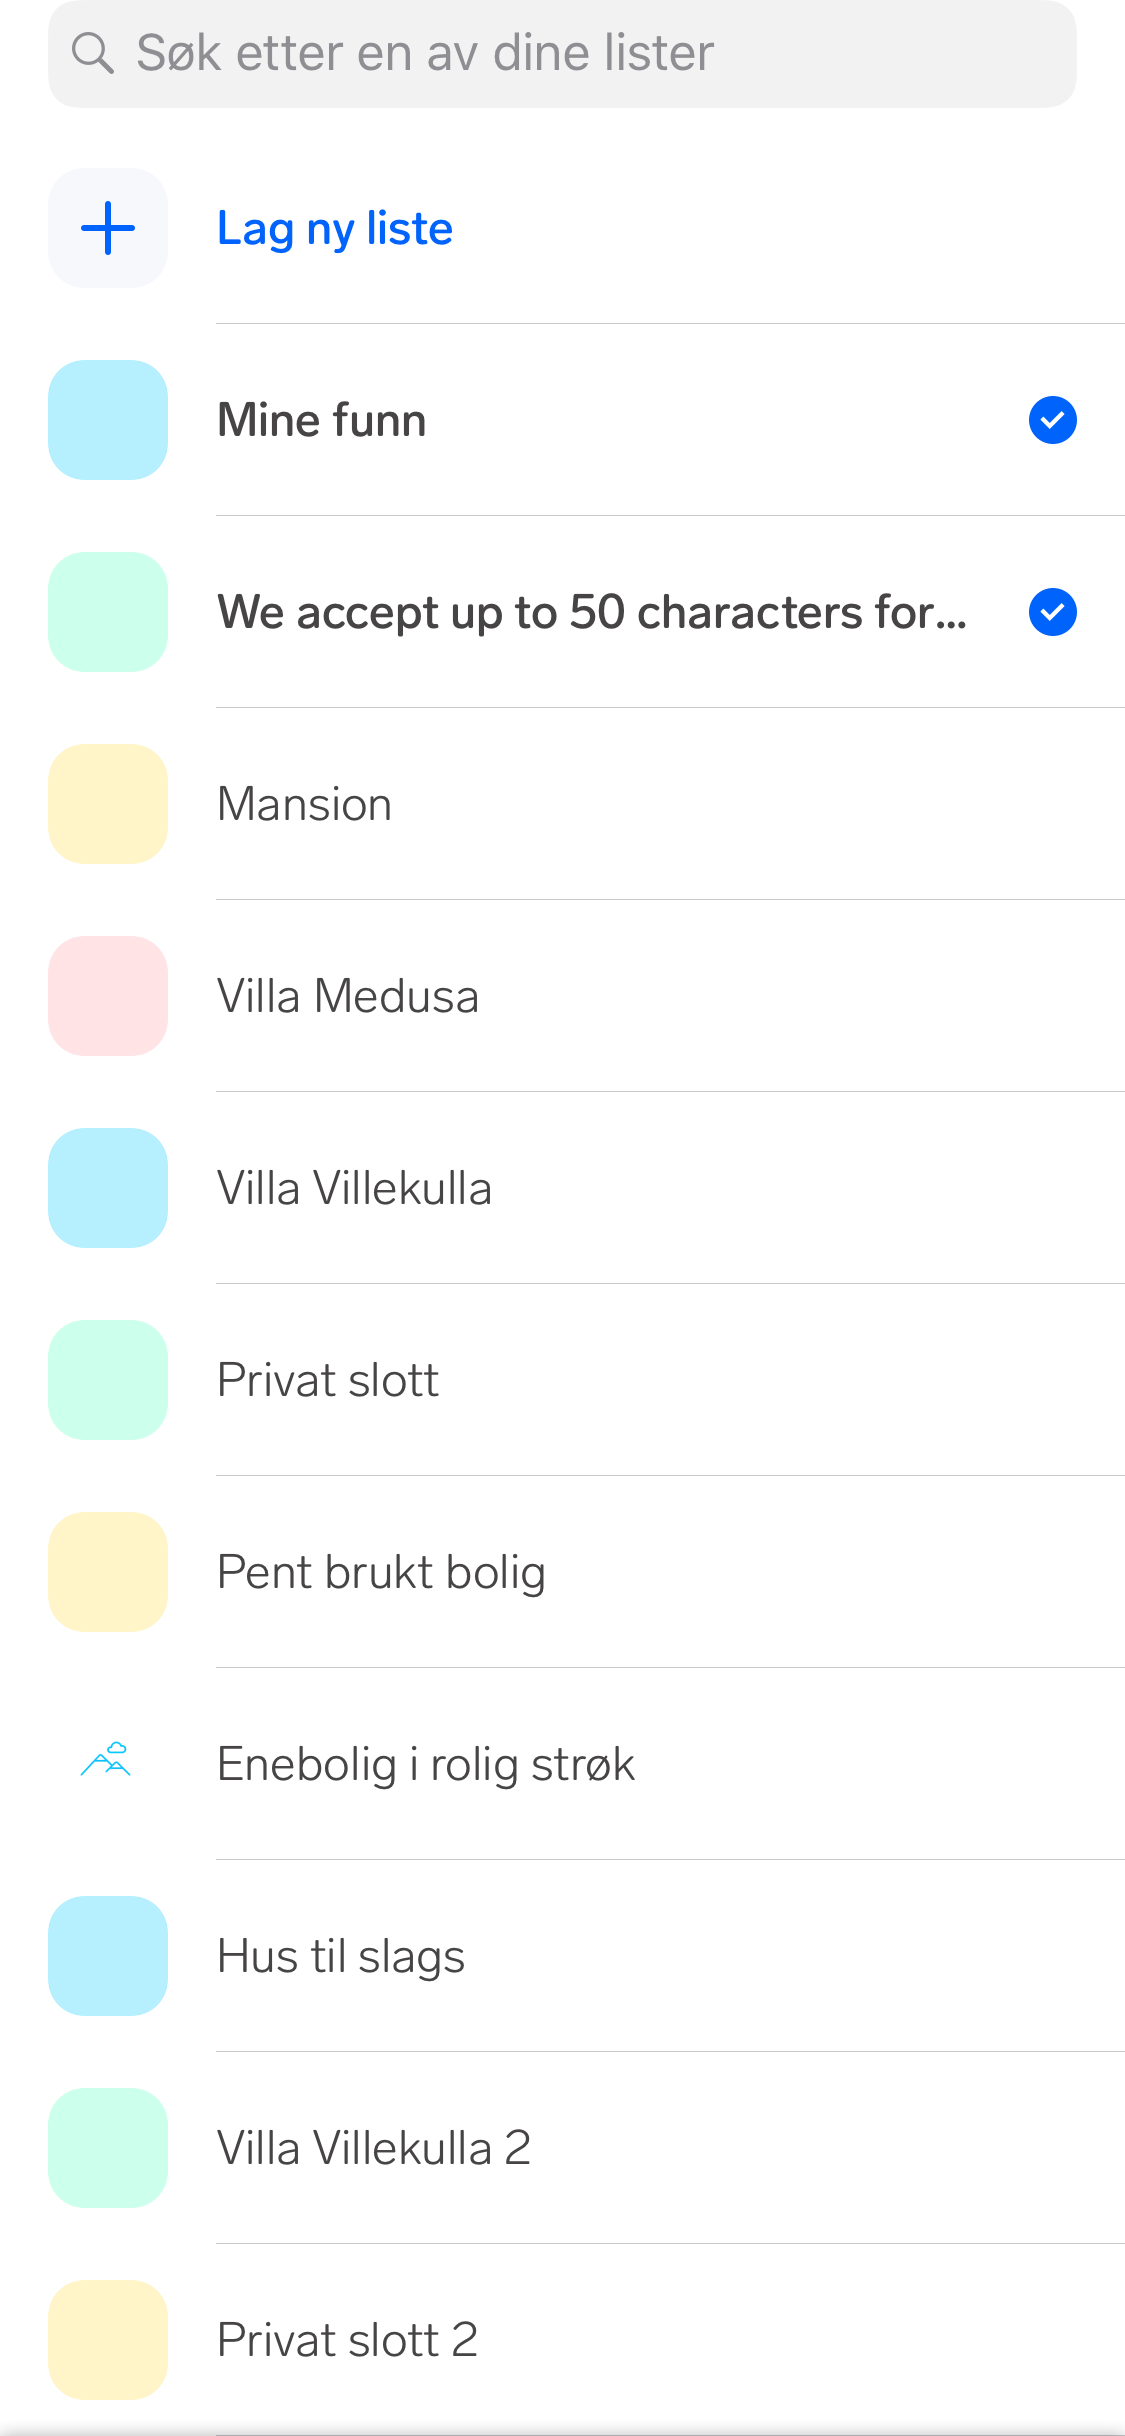 Søk etter en av dine lister
Lag ny liste
Mine funn
We accept up to 50 characters for...
Mansion
Villa Medusa
Villa Villekulla
Privat slott
Pent brukt bolig
Enebolig i rolig strøk
Hus til slags
Villa Villekulla 2
Privat slott 2